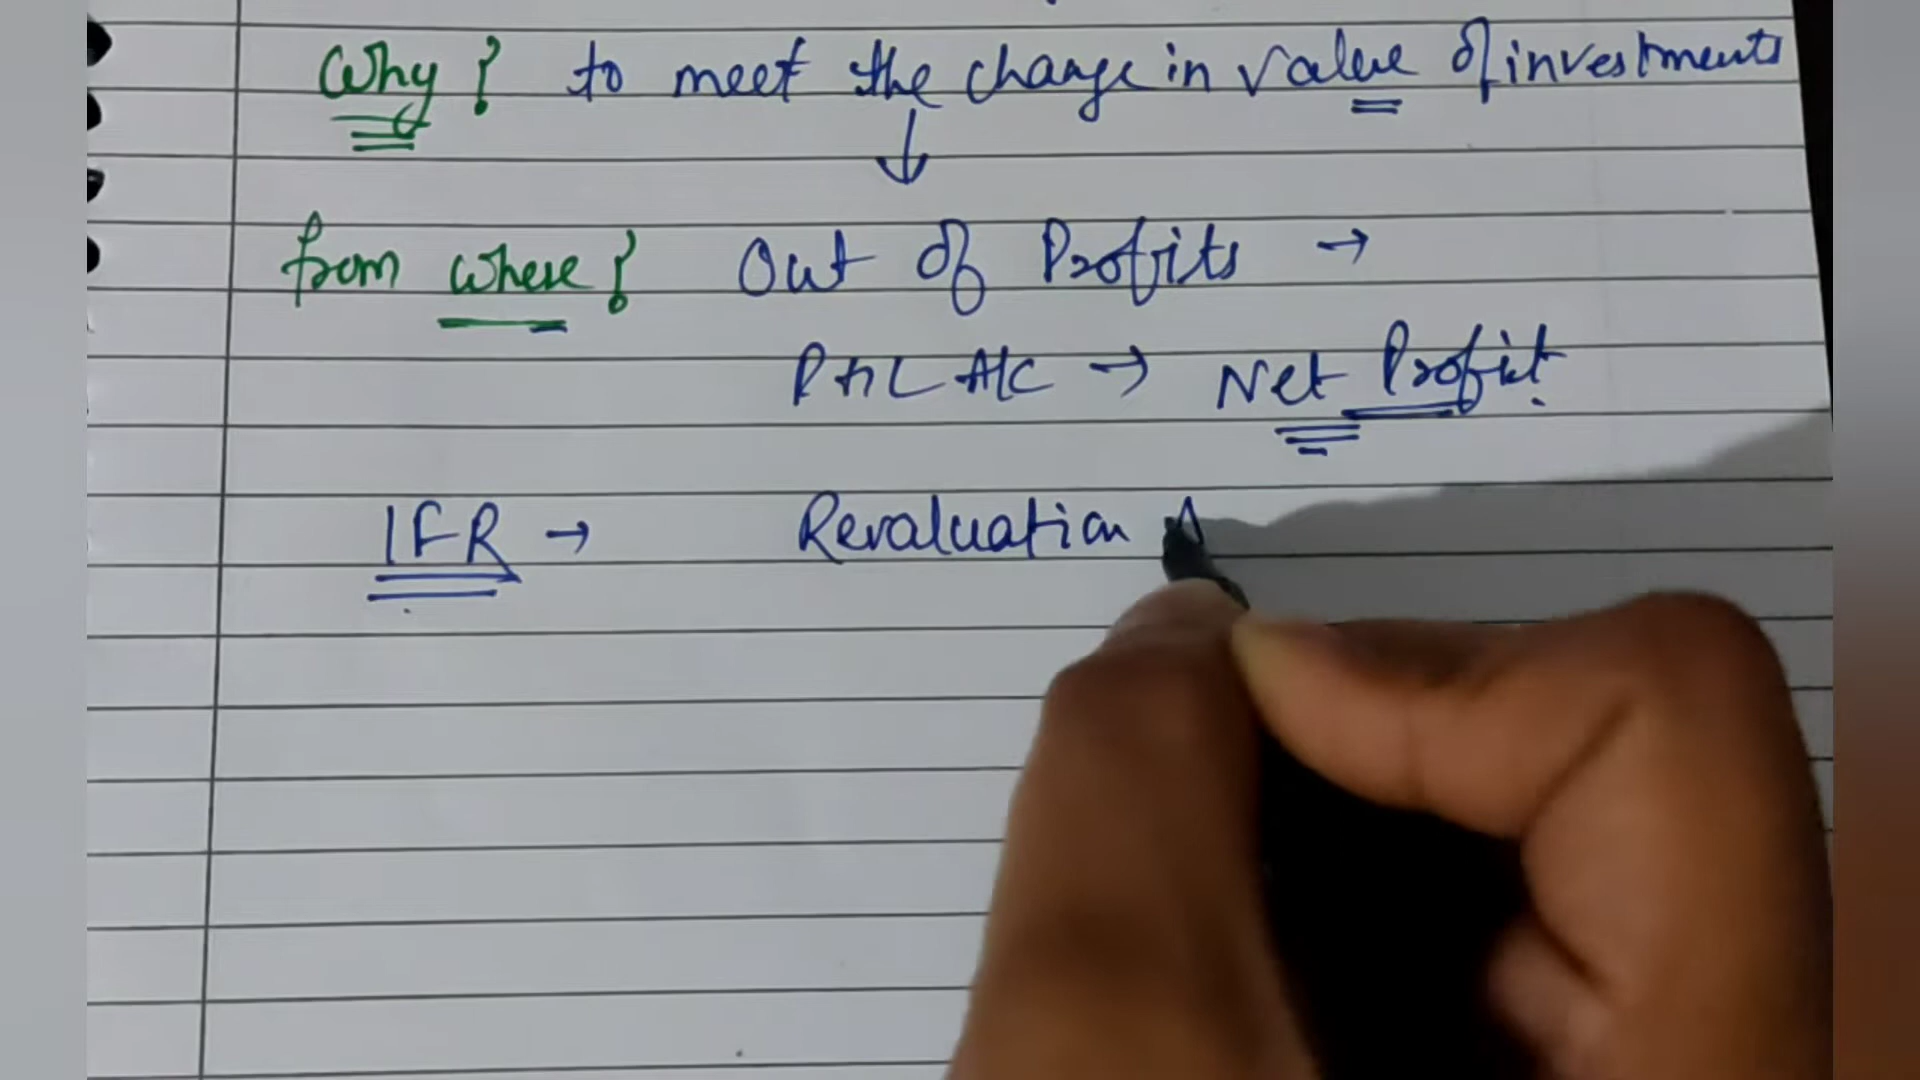 Why? to meet the change in value of investments
↓
from where? Out of Profits →
P & L A/C → Net Profit.
IFR → Revaluation A